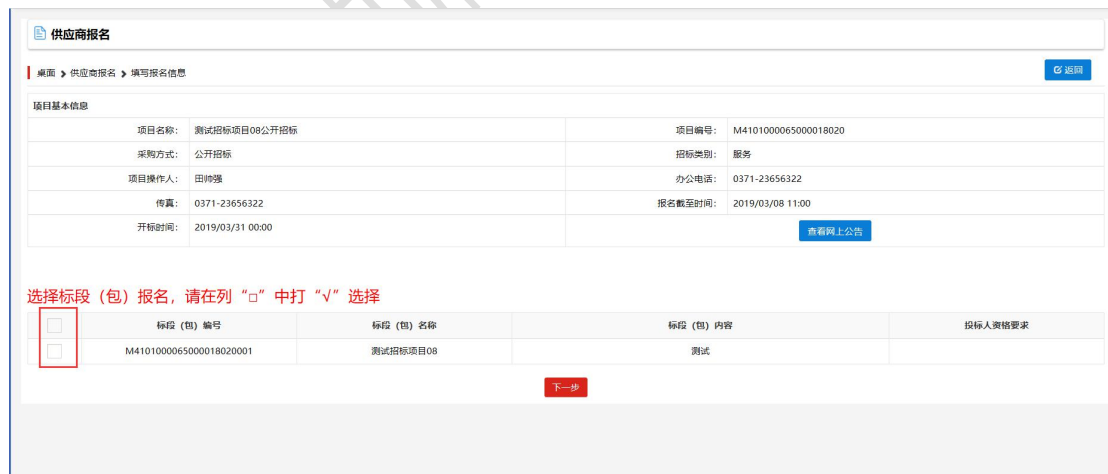 供应商报名
桌面 > 供应商报名 > 填写报名信息
返回
项目基本信息
项目名称: 测试招标项目08公开招标 项目编号: M4101000065000018020
采购方式: 公开招标 招标类别: 服务
项目操作人: 田帅强 办公电话: 0371-23656322
传真: 0371-23656322 报名截至时间: 2019/03/08 11:00
开标时间: 2019/03/31 00:00 查看网上公告
选择标段（包）报名，请在列“□”中打“√”选择
标段（包）编号 标段（包）名称 标段（包）内容 投标人资格要求
M4101000065000018020001 测试招标项目08 测试
下一步